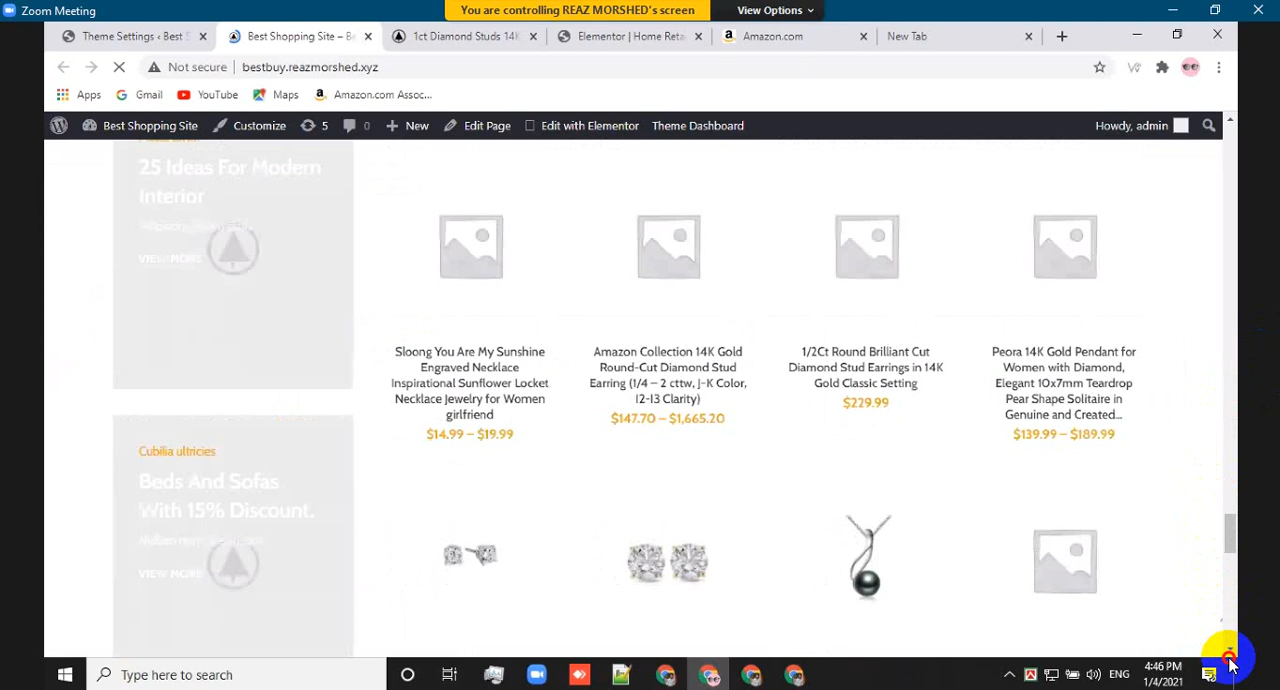 Zoom Meeting
You are controlling REAZ MORSHED's screen
View Options
Theme Settings ‹ Best S
Best Shopping Site – Be
1ct Diamond Studs 14K
Elementor | Home Reta
Amazon.com
New Tab
Not secure
bestbuy.reazmorshed.xyz
Apps
Gmail
YouTube
Maps
Amazon.com Assoc...
Best Shopping Site
Customize
5
0
New
Edit Page
Edit with Elementor
Theme Dashboard
Howdy, admin
25 Ideas For Modern
Interior
VIEW MORE
Sloong You Are My Sunshine
Engraved Necklace
Inspirational Sunflower Locket
Necklace Jewelry for Women
girlfriend
$14.99 – $19.99
Amazon Collection 14K Gold
Round-Cut Diamond Stud
Earring (1/4 – 2 cttw, J-K Color,
I2-I3 Clarity)
$147.70 – $1,665.20
1/2Ct Round Brilliant Cut
Diamond Stud Earrings in 14K
Gold Classic Setting
$229.99
Peora 14K Gold Pendant for
Women with Diamond,
Elegant 10x7mm Teardrop
Pear Shape Solitaire in
Genuine and Created...
$139.99 – $189.99
Cubilia ultricies
Beds And Sofas
With 15% Discount.
VIEW MORE
Type here to search
ENG
4:46 PM
1/4/2021